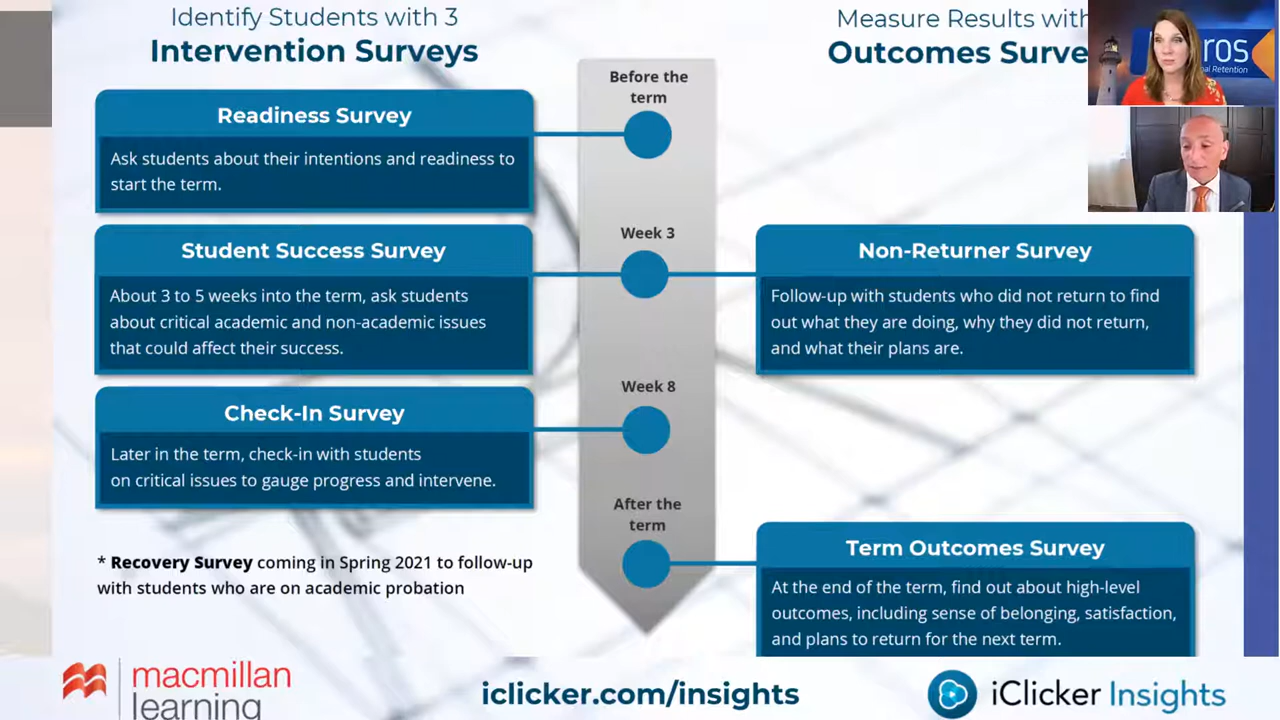 Identify Students with 3
Intervention Surveys
Measure Results with
Outcomes Surve
ros
al Retention
Before the
term
Readiness Survey
Ask students about their intentions and readiness to
start the term.
Week 3
Student Success Survey
About 3 to 5 weeks into the term, ask students
about critical academic and non-academic issues
that could affect their success.
Non-Returner Survey
Follow-up with students who did not return to find
out what they are doing, why they did not return,
and what their plans are.
Week 8
Check-In Survey
Later in the term, check-in with students
on critical issues to gauge progress and intervene.
After the
term
* Recovery Survey coming in Spring 2021 to follow-up
with students who are on academic probation
Term Outcomes Survey
At the end of the term, find out about high-level
outcomes, including sense of belonging, satisfaction,
and plans to return for the next term.
macmillan
learning
iclicker.com/insights
iClicker Insights